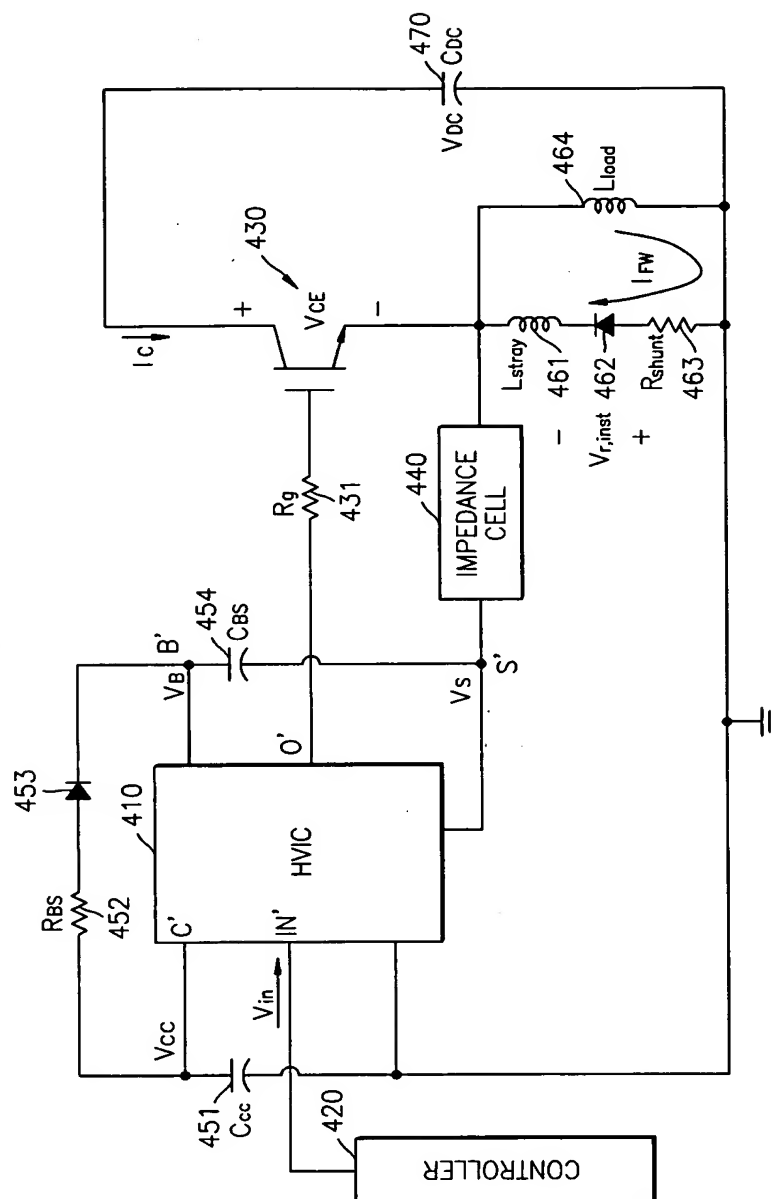 CONTROLLER
420
451
CCC
VCC
Vin
RBS
452
453
C'
IN'
HVIC
410
O'
B'
VB
454
CBS
VS
S'
Rg
431
IMPEDANCE
CELL
440
IC
+
VCE
-
430
Lstray
461
-
Vr,inst
+
462
Rshunt
463
IFW
Lload
464
VDC
470
CDC